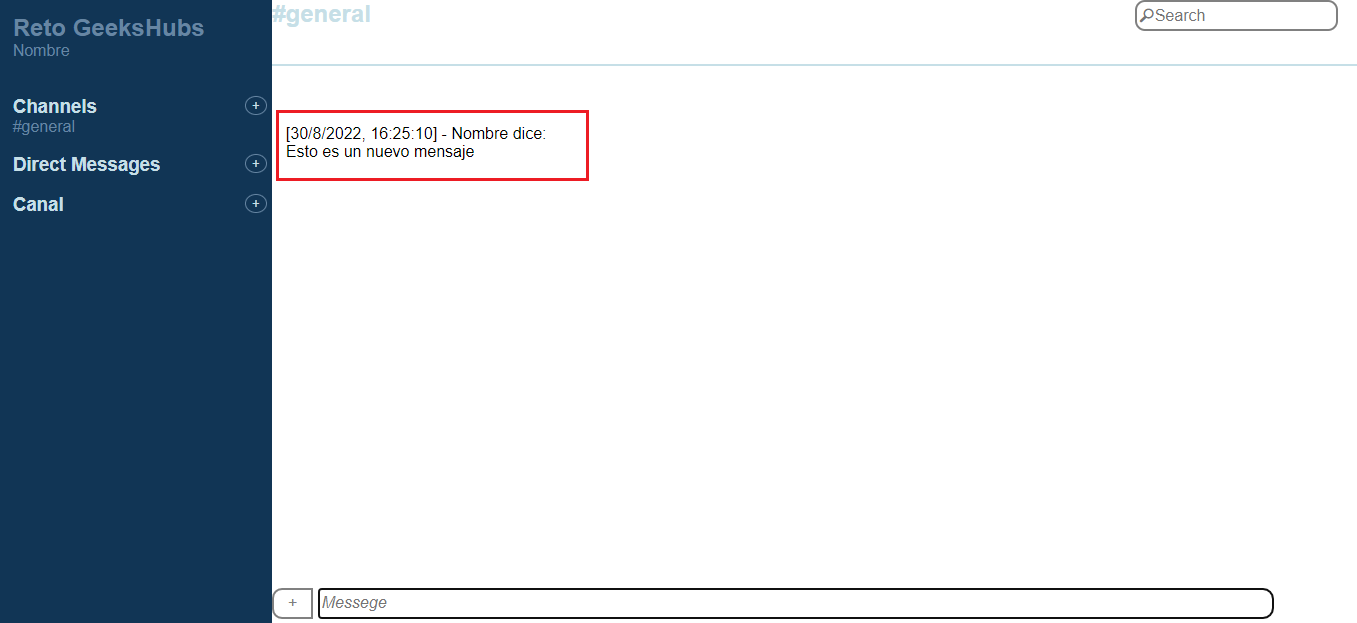 Reto GeeksHubs
Nombre
Channels +
#general
Direct Messages +
Canal +
#general
Search
[30/8/2022, 16:25:10] - Nombre dice:
Esto es un nuevo mensaje
+ Messege